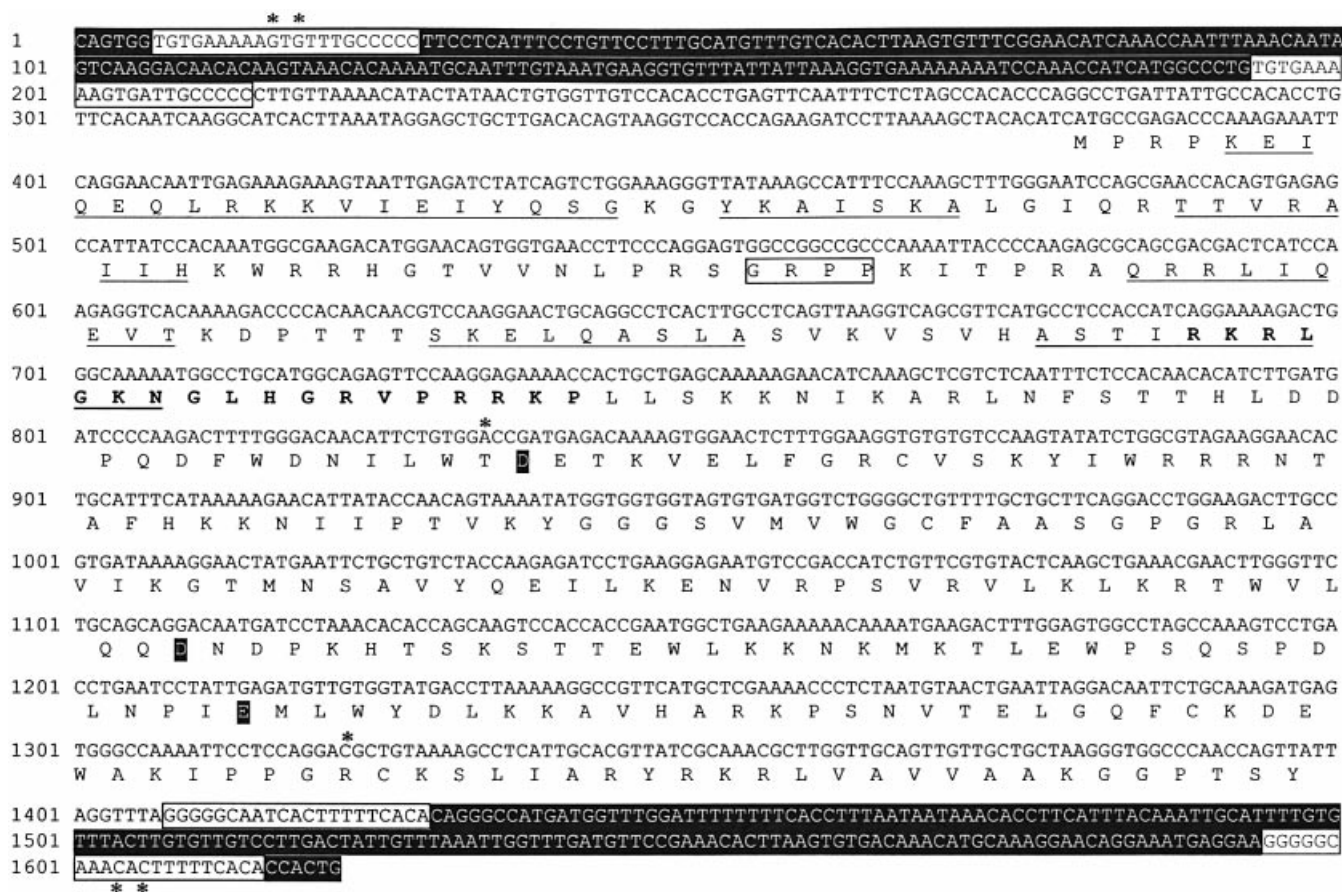 * *
1 CAGTGGTGTGAAAAAGTGTTTGCCCCCTTCCTCATTTCCTGTTCCTTTGCATGTTTGTCACACTTAAGTGTTTCGGAACATCAAACCAATTTAAACAATA
101 GTCAAGGACAACACAAGTAAACACAAAATGCAATTTGTAAATGAAGGTGTTTATTATTAAAGGTGAAAAAAAATCCAAACCATCATGGCCCTGTGTGAAA
201 AAGTGATTGCCCCCCTTGTTAAAACATACTATAACTGTGGTTGTCCACACCTGAGTTCAATTTCTCTAGCCACACCCAGGCCTGATTATTGCCACACCTG
301 TTCACAATCAAGGCATCACTTAAATAGGAGCTGCTTGACACAGTAAGGTCCACCAGAAGATCCTTAAAAGCTACACATCATGCCGAGACCCAAAGAAATT
M P R P K E I
401 CAGGAACAATTGAGAAAGAAAGTAATTGAGATCTATCAGTCTGGAAAGGGTTATAAAGCCATTTCCAAAGCTTTGGGAATCCAGCGAACCACAGTGAGAG
Q E Q L R K K V I E I Y Q S G K G Y K A I S K A L G I Q R T T V R A
501 CCATTATCCACAAATGGCGAAGACATGGAACAGTGGTGAACCTTCCCAGGAGTGGCCGGCCGCCCAAAATTACCCCAAGAGCGCAGCGACGACTCATCCA
I I H K W R R H G T V V N L P R S G R P P K I T P R A Q R R L I Q
601 AGAGGTCACAAAAGACCCCACAACAACGTCCAAGGAACTGCAGGCCTCACTTGCCTCAGTTAAGGTCAGCGTTCATGCCTCCACCATCAGGAAAAGACTG
E V T K D P T T T S K E L Q A S L A S V K V S V H A S T I R K R L
701 GGCAAAAATGGCCTGCATGGCAGAGTTCCAAGGAGAAAACCACTGCTGAGCAAAAAGAACATCAAAGCTCGTCTCAATTTCTCCACAACACATCTTGATG
G K N G L H G R V P R R K P L L S K K N I K A R L N F S T T H L D D
*
801 ATCCCCAAGACTTTTGGGACAACATTCTGTGGACCGATGAGACAAAAGTGGAACTCTTTGGAAGGTGTGTGTCCAAGTATATCTGGCGTAGAAGGAACAC
P Q D F W D N I L W T D E T K V E L F G R C V S K Y I W R R R N T
901 TGCATTTCATAAAAAGAACATTATACCAACAGTAAAATATGGTGGTGGTAGTGTGATGGTCTGGGGCTGTTTTGCTGCTTCAGGACCTGGAAGACTTGCC
A F H K K N I I P T V K Y G G G S V M V W G C F A A S G P G R L A
1001 GTGATAAAAGGAACTATGAATTCTGCTGTCTACCAAGAGATCCTGAAGGAGAATGTCCGACCATCTGTTCGTGTACTCAAGCTGAAACGAACTTGGGTTC
V I K G T M N S A V Y Q E I L K E N V R P S V R V L K L K R T W V L
1101 TGCAGCAGGACAATGATCCTAAACACACCAGCAAGTCCACCACCGAATGGCTGAAGAAAAACAAAATGAAGACTTTGGAGTGGCCTAGCCAAAGTCCTGA
Q Q D N D P K H T S K S T T E W L K K N K M K T L E W P S Q S P D
1201 CCTGAATCCTATTGAGATGTTGTGGTATGACCTTAAAAAGGCCGTTCATGCTCGAAAACCCTCTAATGTAACTGAATTAGGACAATTCTGCAAAGATGAG
L N P I E M L W Y D L K K A V H A R K P S N V T E L G Q F C K D E
*
1301 TGGGCCAAAATTCCTCCAGGACGCTGTAAAAGCCTCATTGCACGTTATCGCAAACGCTTGGTTGCAGTTGTTGCTGCTAAGGGTGGCCCAACCAGTTATT
W A K I P P G R C K S L I A R Y R K R L V A V V A A K G G P T S Y
1401 AGGTTTAGGGGGCAATCACTTTTTCACACAGGGCCATGATGGTTTGGATTTTTTTTCACCTTTAATAATAAACACCTTCATTTACAAATTGCATTTTGTG
1501 TTTACTTGTGTTGTCCTTGACTATTGTTTAAATTGGTTTGATGTTCCGAAACACTTAAGTGTGACAAACATGCAAAGGAACAGGAAATGAGGAAGGGGGC
1601 AAACACTTTTTCACACCACTG
* *